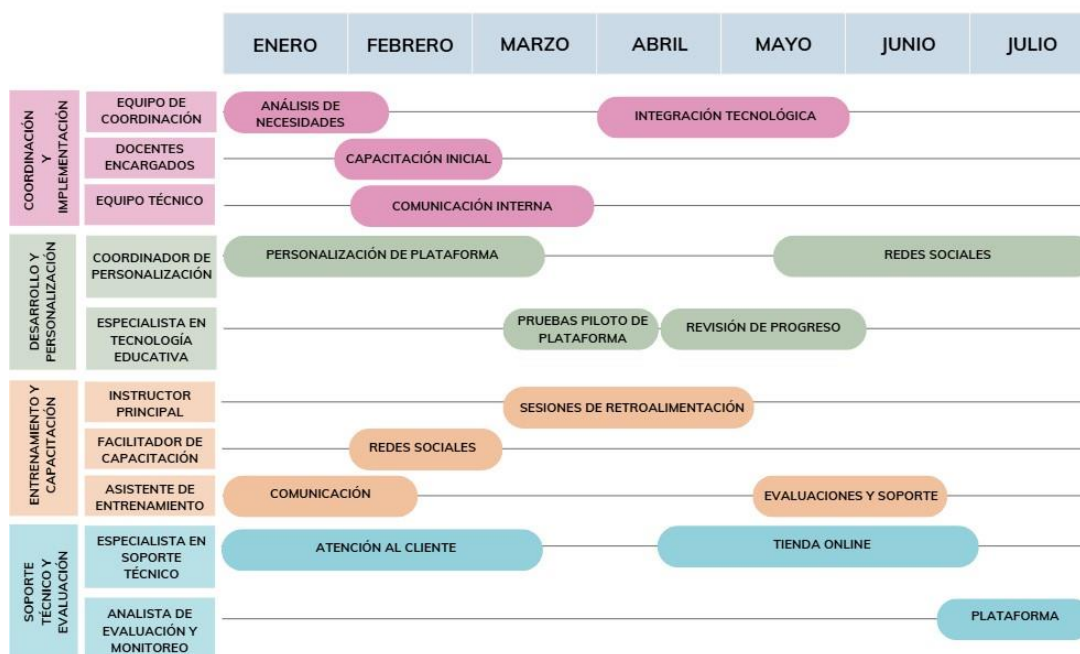 ENERO FEBRERO MARZO ABRIL MAYO JUNIO JULIO
COORDINACIÓN
Y
IMPLEMENTACIÓN
EQUIPO DE
COORDINACIÓN
ANÁLISIS DE
NECESIDADES
INTEGRACIÓN TECNOLÓGICA
DOCENTES
ENCARGADOS
CAPACITACIÓN INICIAL
EQUIPO TÉCNICO
COMUNICACIÓN INTERNA
DESARROLLO Y
PERSONALIZACIÓN
COORDINADOR DE
PERSONALIZACIÓN
PERSONALIZACIÓN DE PLATAFORMA
REDES SOCIALES
ESPECIALISTA EN
TECNOLOGÍA
EDUCATIVA
PRUEBAS PILOTO DE
PLATAFORMA
REVISIÓN DE PROGRESO
ENTRENAMIENTO Y
CAPACITACIÓN
INSTRUCTOR
PRINCIPAL
SESIONES DE RETROALIMENTACIÓN
FACILITADOR DE
CAPACITACIÓN
REDES SOCIALES
ASISTENTE DE
ENTRENAMIENTO
COMUNICACIÓN
EVALUACIONES Y SOPORTE
SOPORTE
TÉCNICO Y
EVALUACIÓN
ESPECIALISTA EN
SOPORTE
TÉCNICO
ATENCIÓN AL CLIENTE
TIENDA ONLINE
ANALISTA DE
EVALUACIÓN Y
MONITOREO
PLATAFORMA